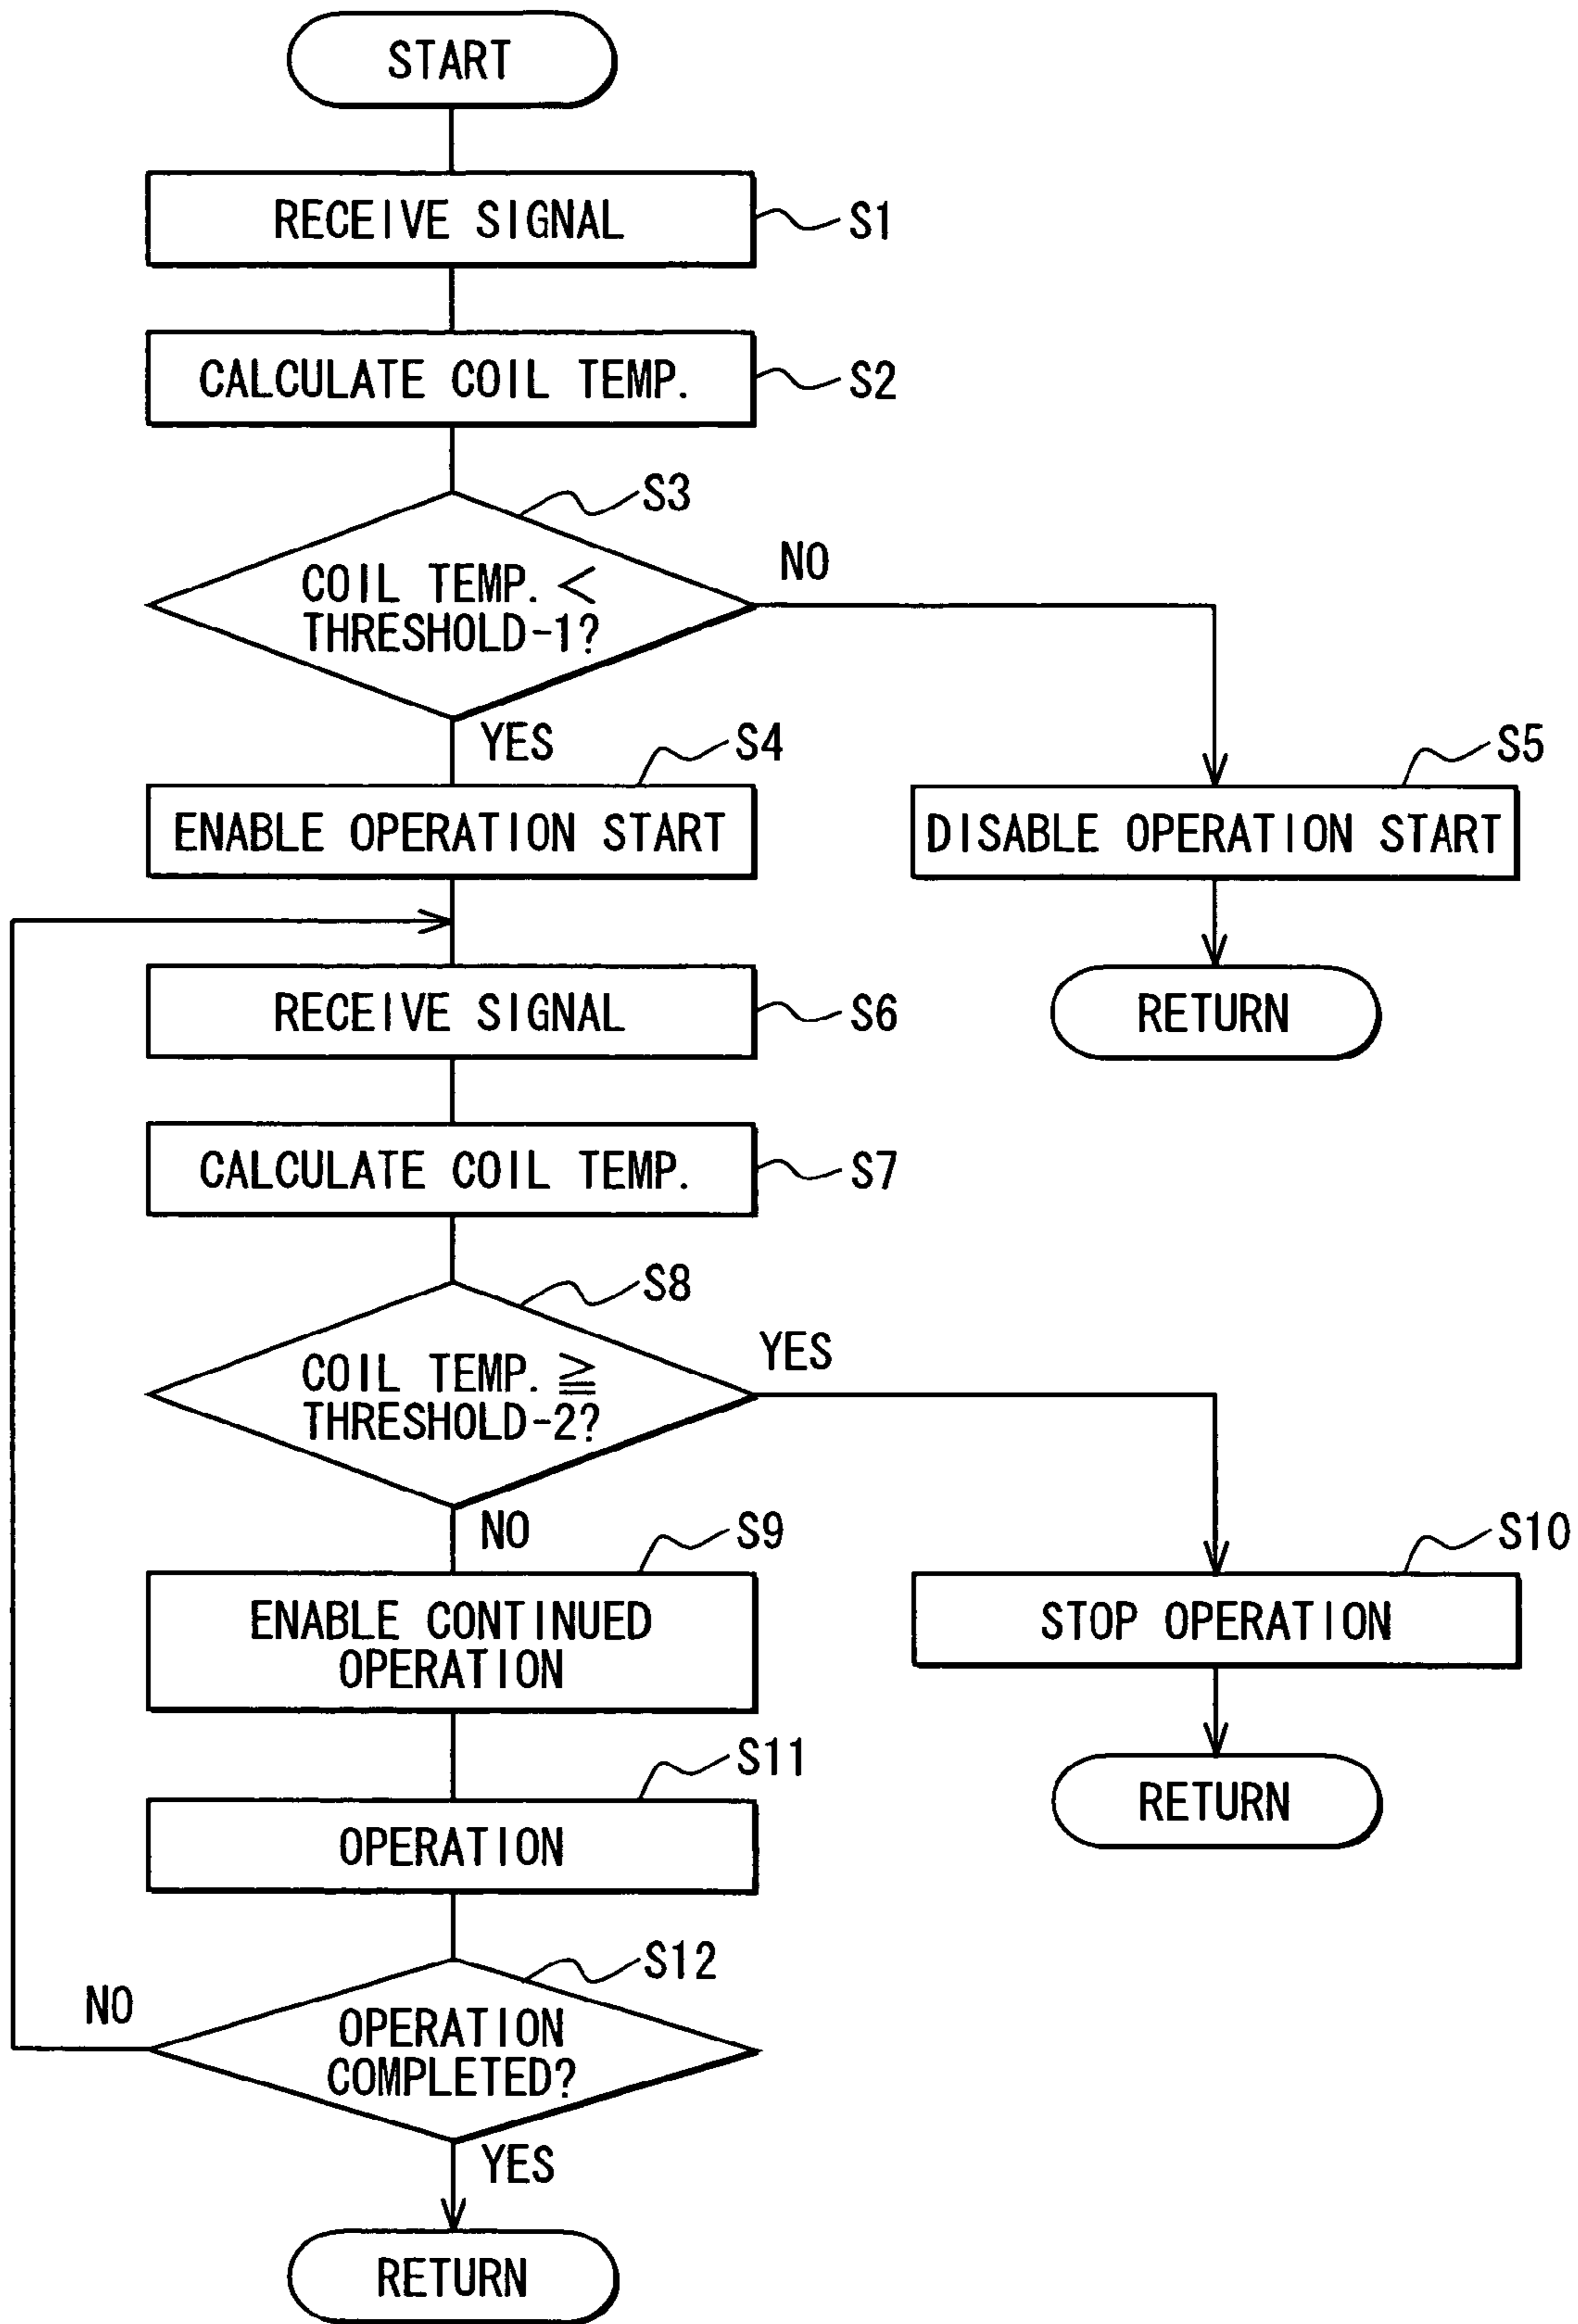 START
RECEIVE SIGNAL
S1
CALCULATE COIL TEMP.
S2
S3
COIL TEMP. <
THRESHOLD-1?
NO
YES
S4
ENABLE OPERATION START
S5
DISABLE OPERATION START
RECEIVE SIGNAL
S6
RETURN
CALCULATE COIL TEMP.
S7
S8
COIL TEMP. ≧
THRESHOLD-2?
YES
NO
S9
ENABLE CONTINUED
OPERATION
S10
STOP OPERATION
S11
OPERATION
RETURN
S12
OPERATION
COMPLETED?
NO
YES
RETURN